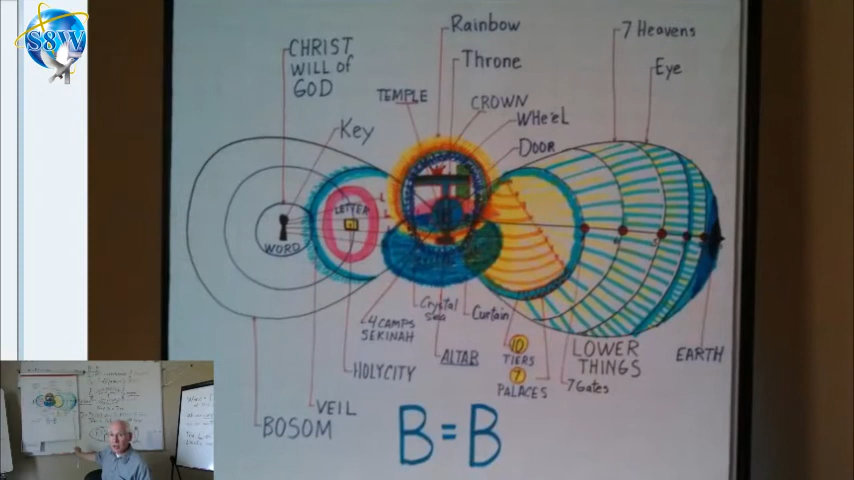 S8W
Rainbow
7 Heavens
CHRIST
WILL of
GOD
Throne
Eye
TEMPLE
CROWN
WHeeL
Key
DOOR
LETTER
WORD
Crystal
Sea
Curtain
4 CAMPS
SEKINAH
ALTAR
10
TIERS
7
PALACES
LOWER
THINGS
EARTH
HOLYCITY
7 Gates
VEIL
BOSOM
B=B